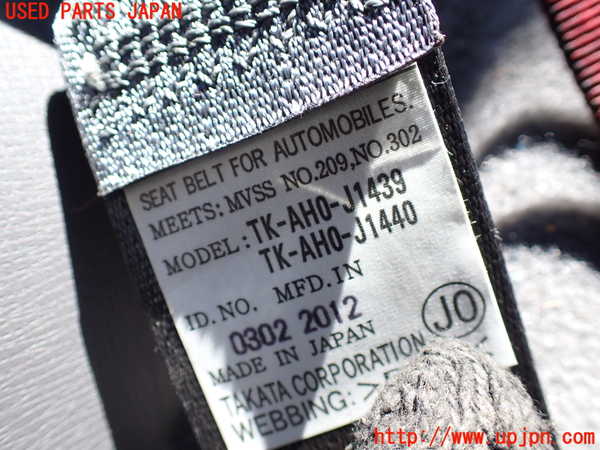 USED PARTS JAPAN
SEAT BELT FOR AUTOMOBILES.
MEETS: MVSS NO.209,NO.302
MODEL: TK-AH0-J1439
TK-AH0-J1440
ID.NO. MFD.IN
0302 2012
MADE IN JAPAN
JO
TAKATA CORPORATION
WEBBING: >
http://www.upjpn.com/